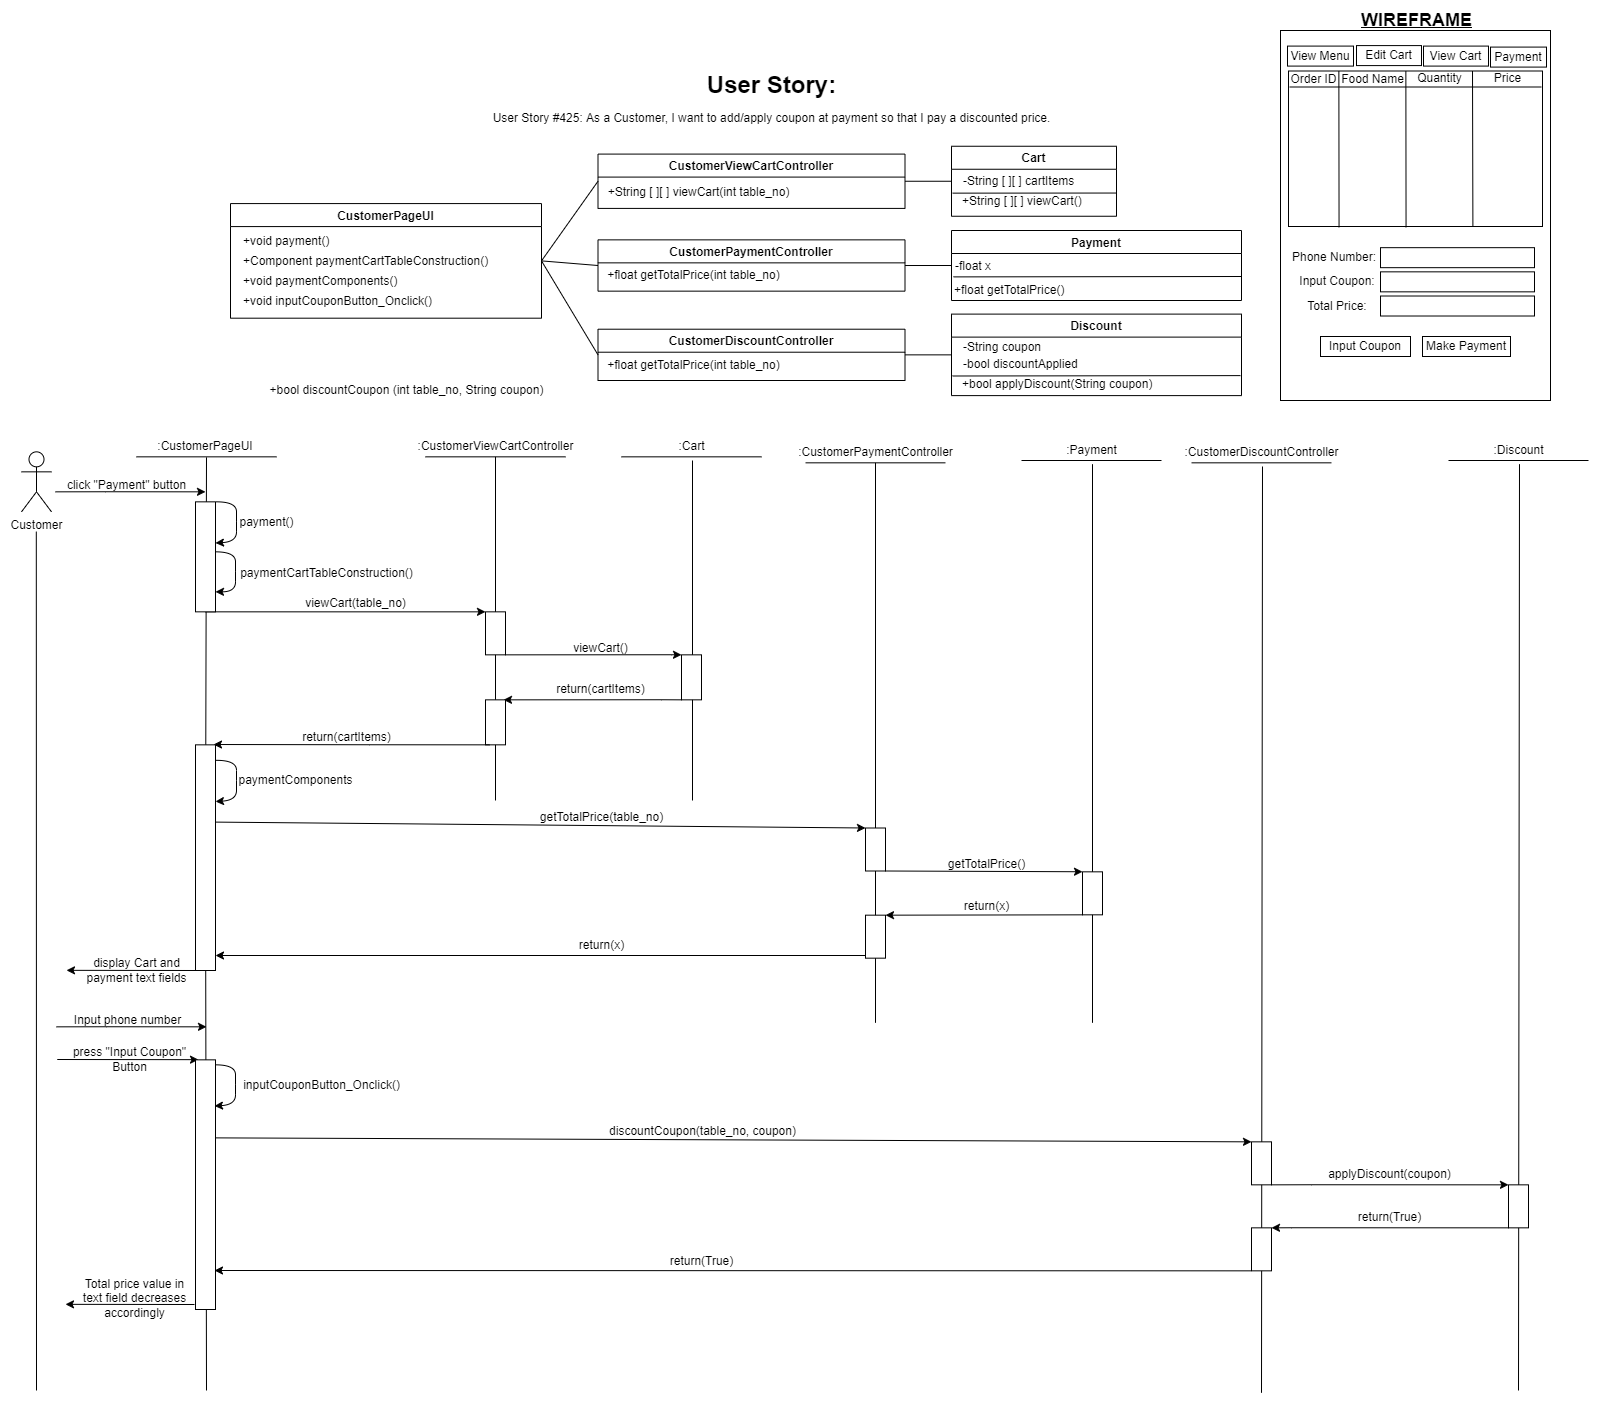 WIREFRAME
View Menu
Edit Cart
View Cart
Payment
Order ID
Food Name
Quantity
Price
Phone Number:
Input Coupon:
Total Price:
Input Coupon
Make Payment
User Story:
User Story #425: As a Customer, I want to add/apply coupon at payment so that I pay a discounted price.
CustomerPageUI
+void payment()
+Component paymentCartTableConstruction()
+void paymentComponents()
+void inputCouponButton_Onclick()
CustomerViewCartController
+String [ ][ ] viewCart(int table_no)
Cart
-String [ ][ ] cartItems
+String [ ][ ] viewCart()
CustomerPaymentController
+float getTotalPrice(int table_no)
Payment
-float x
+float getTotalPrice()
CustomerDiscountController
+float getTotalPrice(int table_no)
Discount
-String coupon
-bool discountApplied
+bool applyDiscount(String coupon)
+bool discountCoupon (int table_no, String coupon)
:CustomerPageUI
:CustomerViewCartController
:Cart
:CustomerPaymentController
:Payment
:CustomerDiscountController
:Discount
Customer
click "Payment" button
payment()
paymentCartTableConstruction()
viewCart(table_no)
viewCart()
return(cartItems)
return(cartItems)
paymentComponents
getTotalPrice(table_no)
getTotalPrice()
return(x)
return(x)
display Cart and
payment text fields
Input phone number
press "Input Coupon"
Button
inputCouponButton_Onclick()
discountCoupon(table_no, coupon)
applyDiscount(coupon)
return(True)
return(True)
Total price value in
text field decreases
accordingly